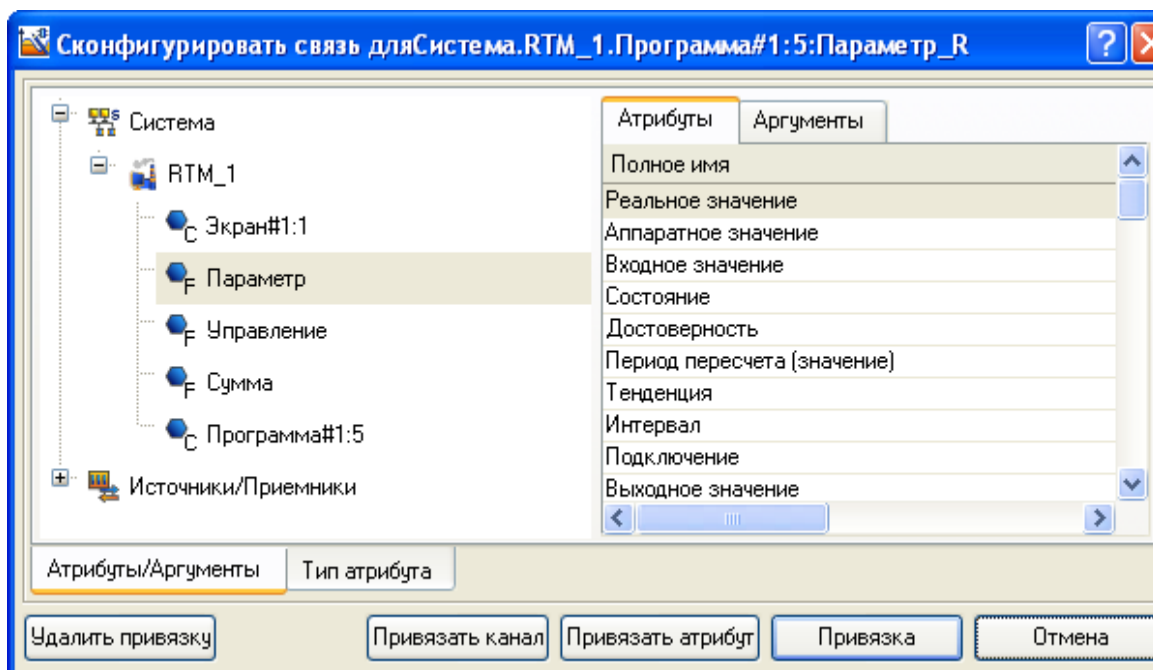 Сконфигурировать связь дляСистема.RTM_1.Программа#1:5:Параметр_R
Система
RTM_1
Экран#1:1
Параметр
Управление
Сумма
Программа#1:5
Источники/Приемники
Атрибуты
Аргументы
Полное имя
Реальное значение
Аппаратное значение
Входное значение
Состояние
Достоверность
Период пересчета (значение)
Тенденция
Интервал
Подключение
Выходное значение
Атрибуты/Аргументы
Тип атрибута
Удалить привязку
Привязать канал
Привязать атрибут
Привязка
Отмена